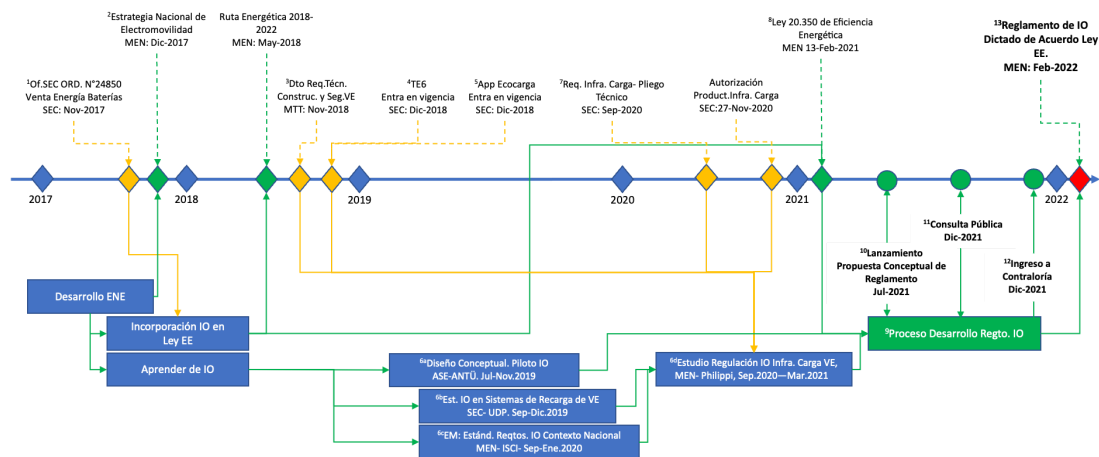 ²Estrategia Nacional de
Electromovilidad
MEN: Dic-2017
Ruta Energética 2018-
2022
MEN: May-2018
⁸Ley 20.350 de Eficiencia
Energética
MEN 13-Feb-2021
¹³Reglamento de IO
Dictado de Acuerdo Ley
EE.
MEN: Feb-2022
¹Of.SEC ORD. N°24850
Venta Energía Baterías
SEC: Nov-2017
³Dto Req.Técn.
Construc. y Seg.VE
MTT: Nov-2018
⁴TE6
Entra en vigencia
SEC: Dic-2018
⁵App Ecocarga
Entra en vigencia
SEC: Dic-2018
⁷Req. Infra. Carga- Pliego
Técnico
SEC: Sep-2020
Autorización
Product.Infra. Carga
SEC:27-Nov-2020
2017
2018
2019
2020
2021
2022
¹⁰Lanzamiento
Propuesta Conceptual de
Reglamento
Jul-2021
¹¹Consulta Pública
Dic-2021
¹²Ingreso a
Contraloría
Dic-2021
Desarrollo ENE
Incorporación IO en
Ley EE
Aprender de IO
⁶ᵃDiseño Conceptual. Piloto IO
ASE-ANTÜ. Jul-Nov.2019
⁶ᵇEst. IO en Sistemas de Recarga de VE
SEC- UDP. Sep-Dic.2019
⁶ᶜEM: Estánd. Reqtos. IO Contexto Nacional
MEN- ISCI- Sep-Ene.2020
⁶ᵈEstudio Regulación IO Infra. Carga VE,
MEN- Philippi, Sep.2020—Mar.2021
⁹Proceso Desarrollo Regto. IO